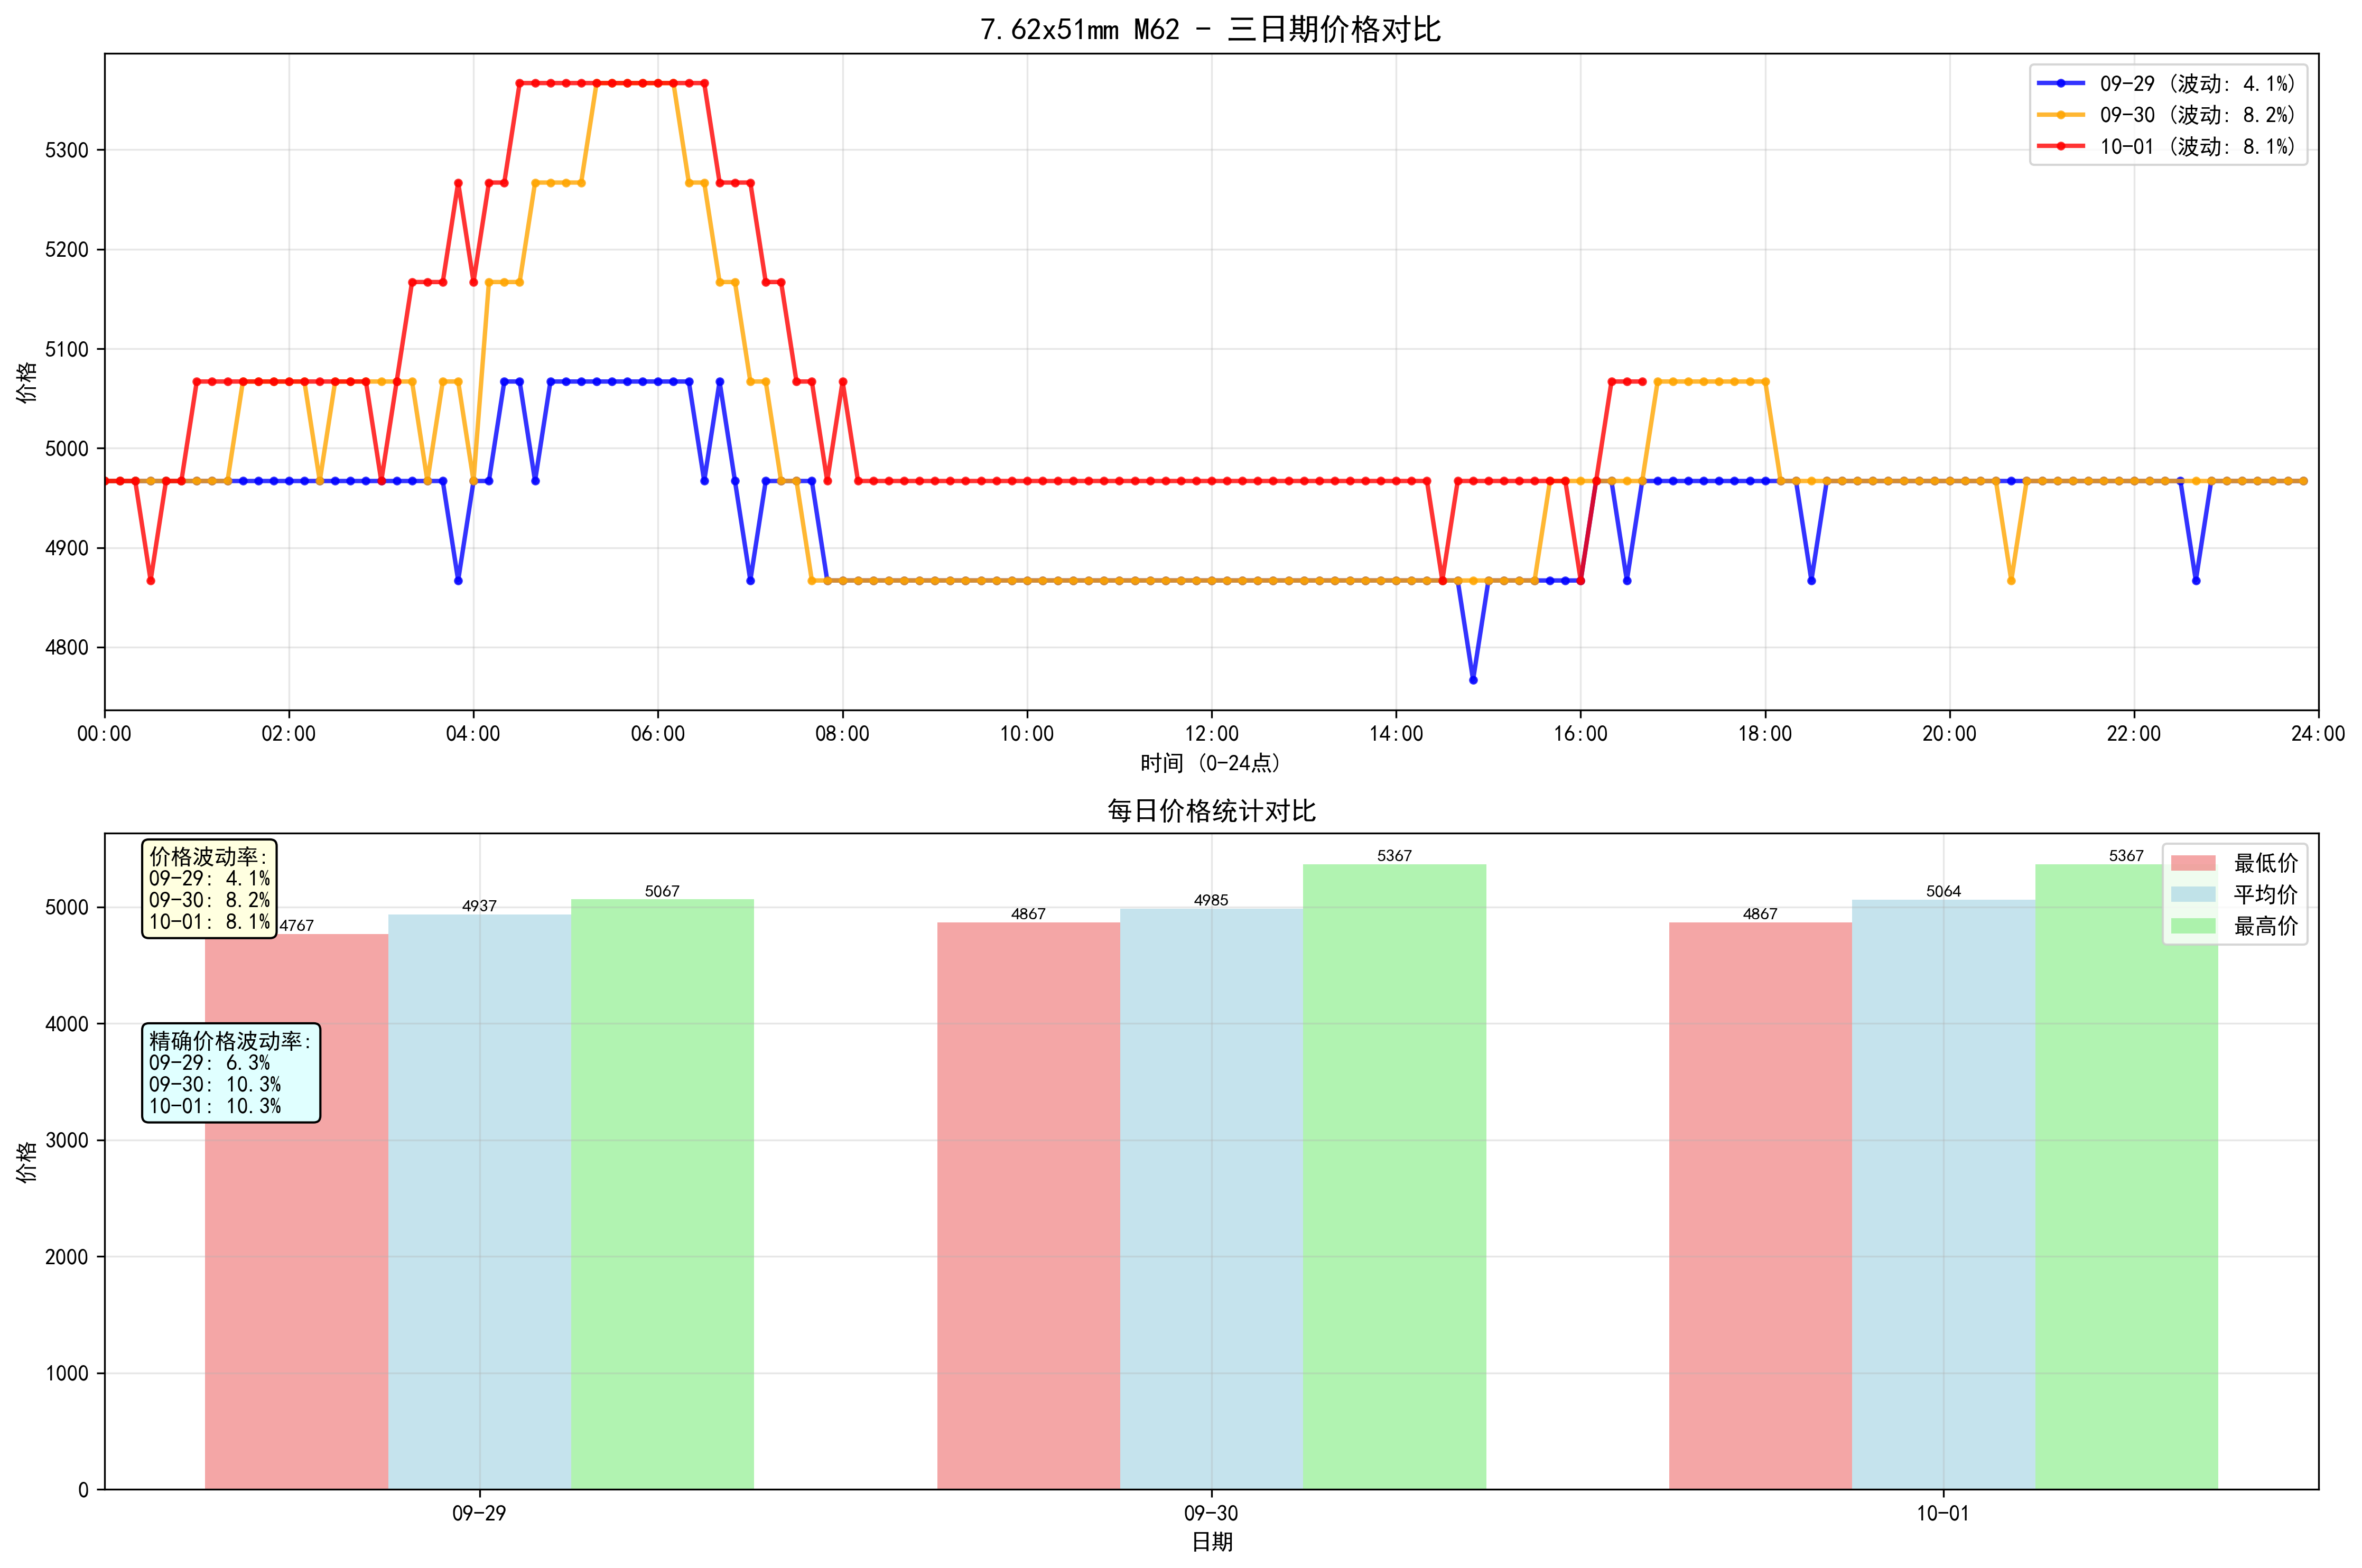 7.62x51mm M62 - 三日期价格对比
09-29 (波动: 4.1%)
09-30 (波动: 8.2%)
10-01 (波动: 8.1%)
价格
5300
5200
5100
5000
4900
4800
00:00 02:00 04:00 06:00 08:00 10:00 12:00 14:00 16:00 18:00 20:00 22:00 24:00
时间 (0-24点)
每日价格统计对比
价格波动率:
09-29: 4.1%
09-30: 8.2%
10-01: 8.1%
精确价格波动率:
09-29: 6.3%
09-30: 10.3%
10-01: 10.3%
最低价
平均价
最高价
4767 4937 5067 4867 4985 5367 4867 5064 5367
价格
5000
4000
3000
2000
1000
0
09-29 09-30 10-01
日期